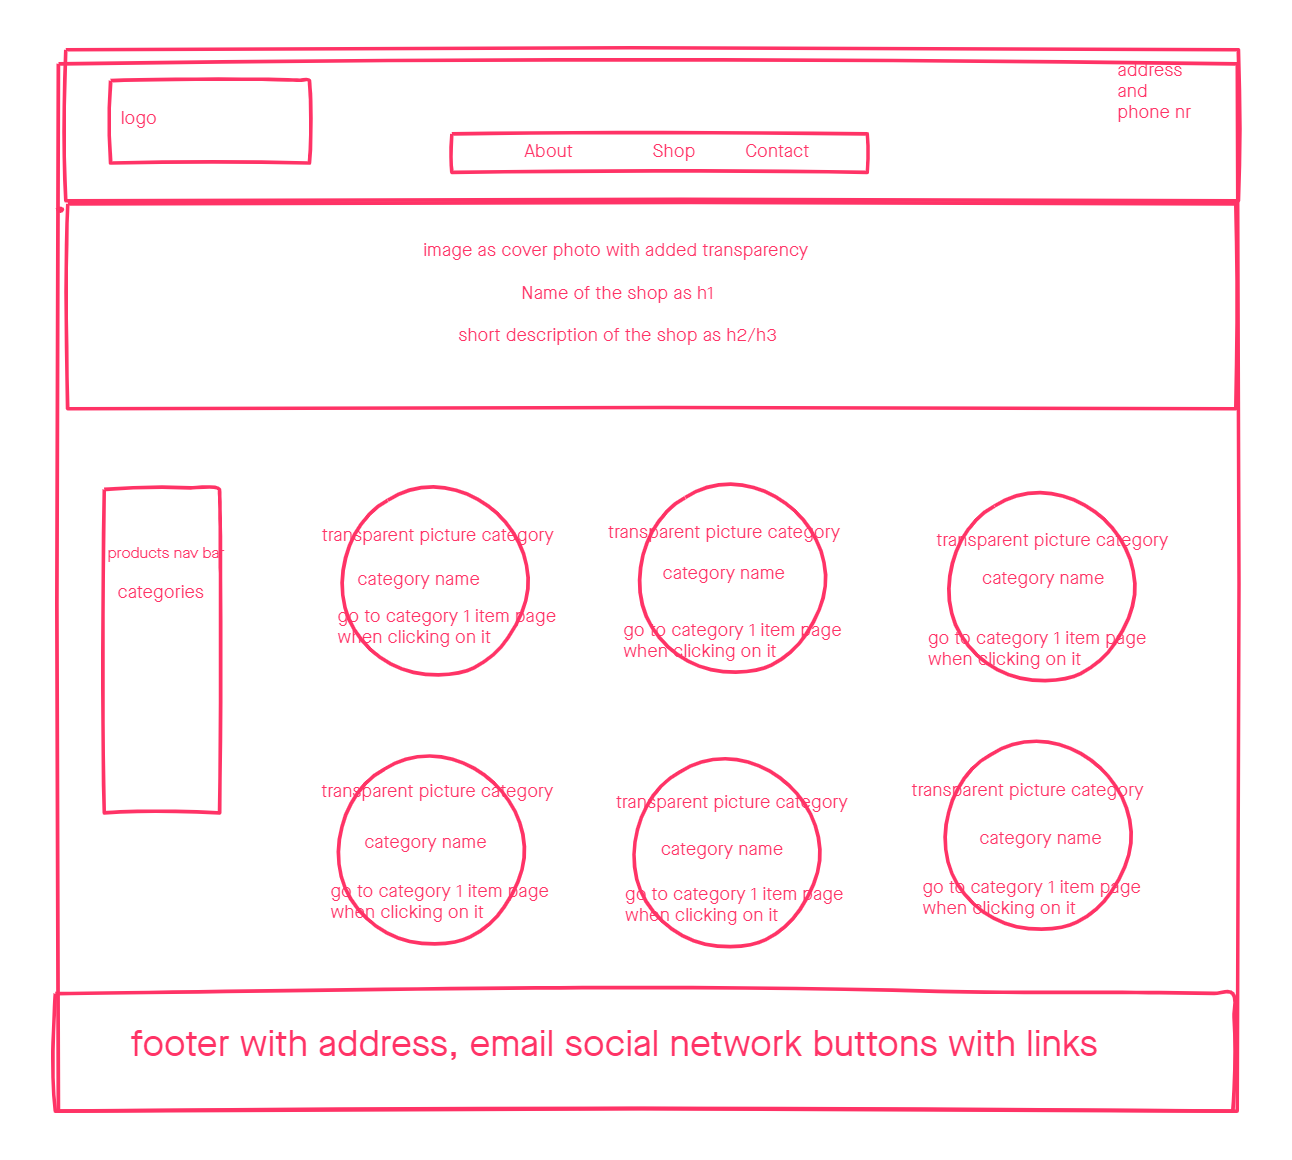 logo
address
and
phone nr
About
Shop
Contact
image as cover photo with added transparency
Name of the shop as h1
short description of the shop as h2/h3
products nav bar
categories
transparent picture category
category name
go to category 1 item page
when clicking on it
transparent picture category
category name
go to category 1 item page
when clicking on it
transparent picture category
category name
go to category 1 item page
when clicking on it
transparent picture category
category name
go to category 1 item page
when clicking on it
transparent picture category
category name
go to category 1 item page
when clicking on it
transparent picture category
category name
go to category 1 item page
when clicking on it
footer with address, email social network buttons with links